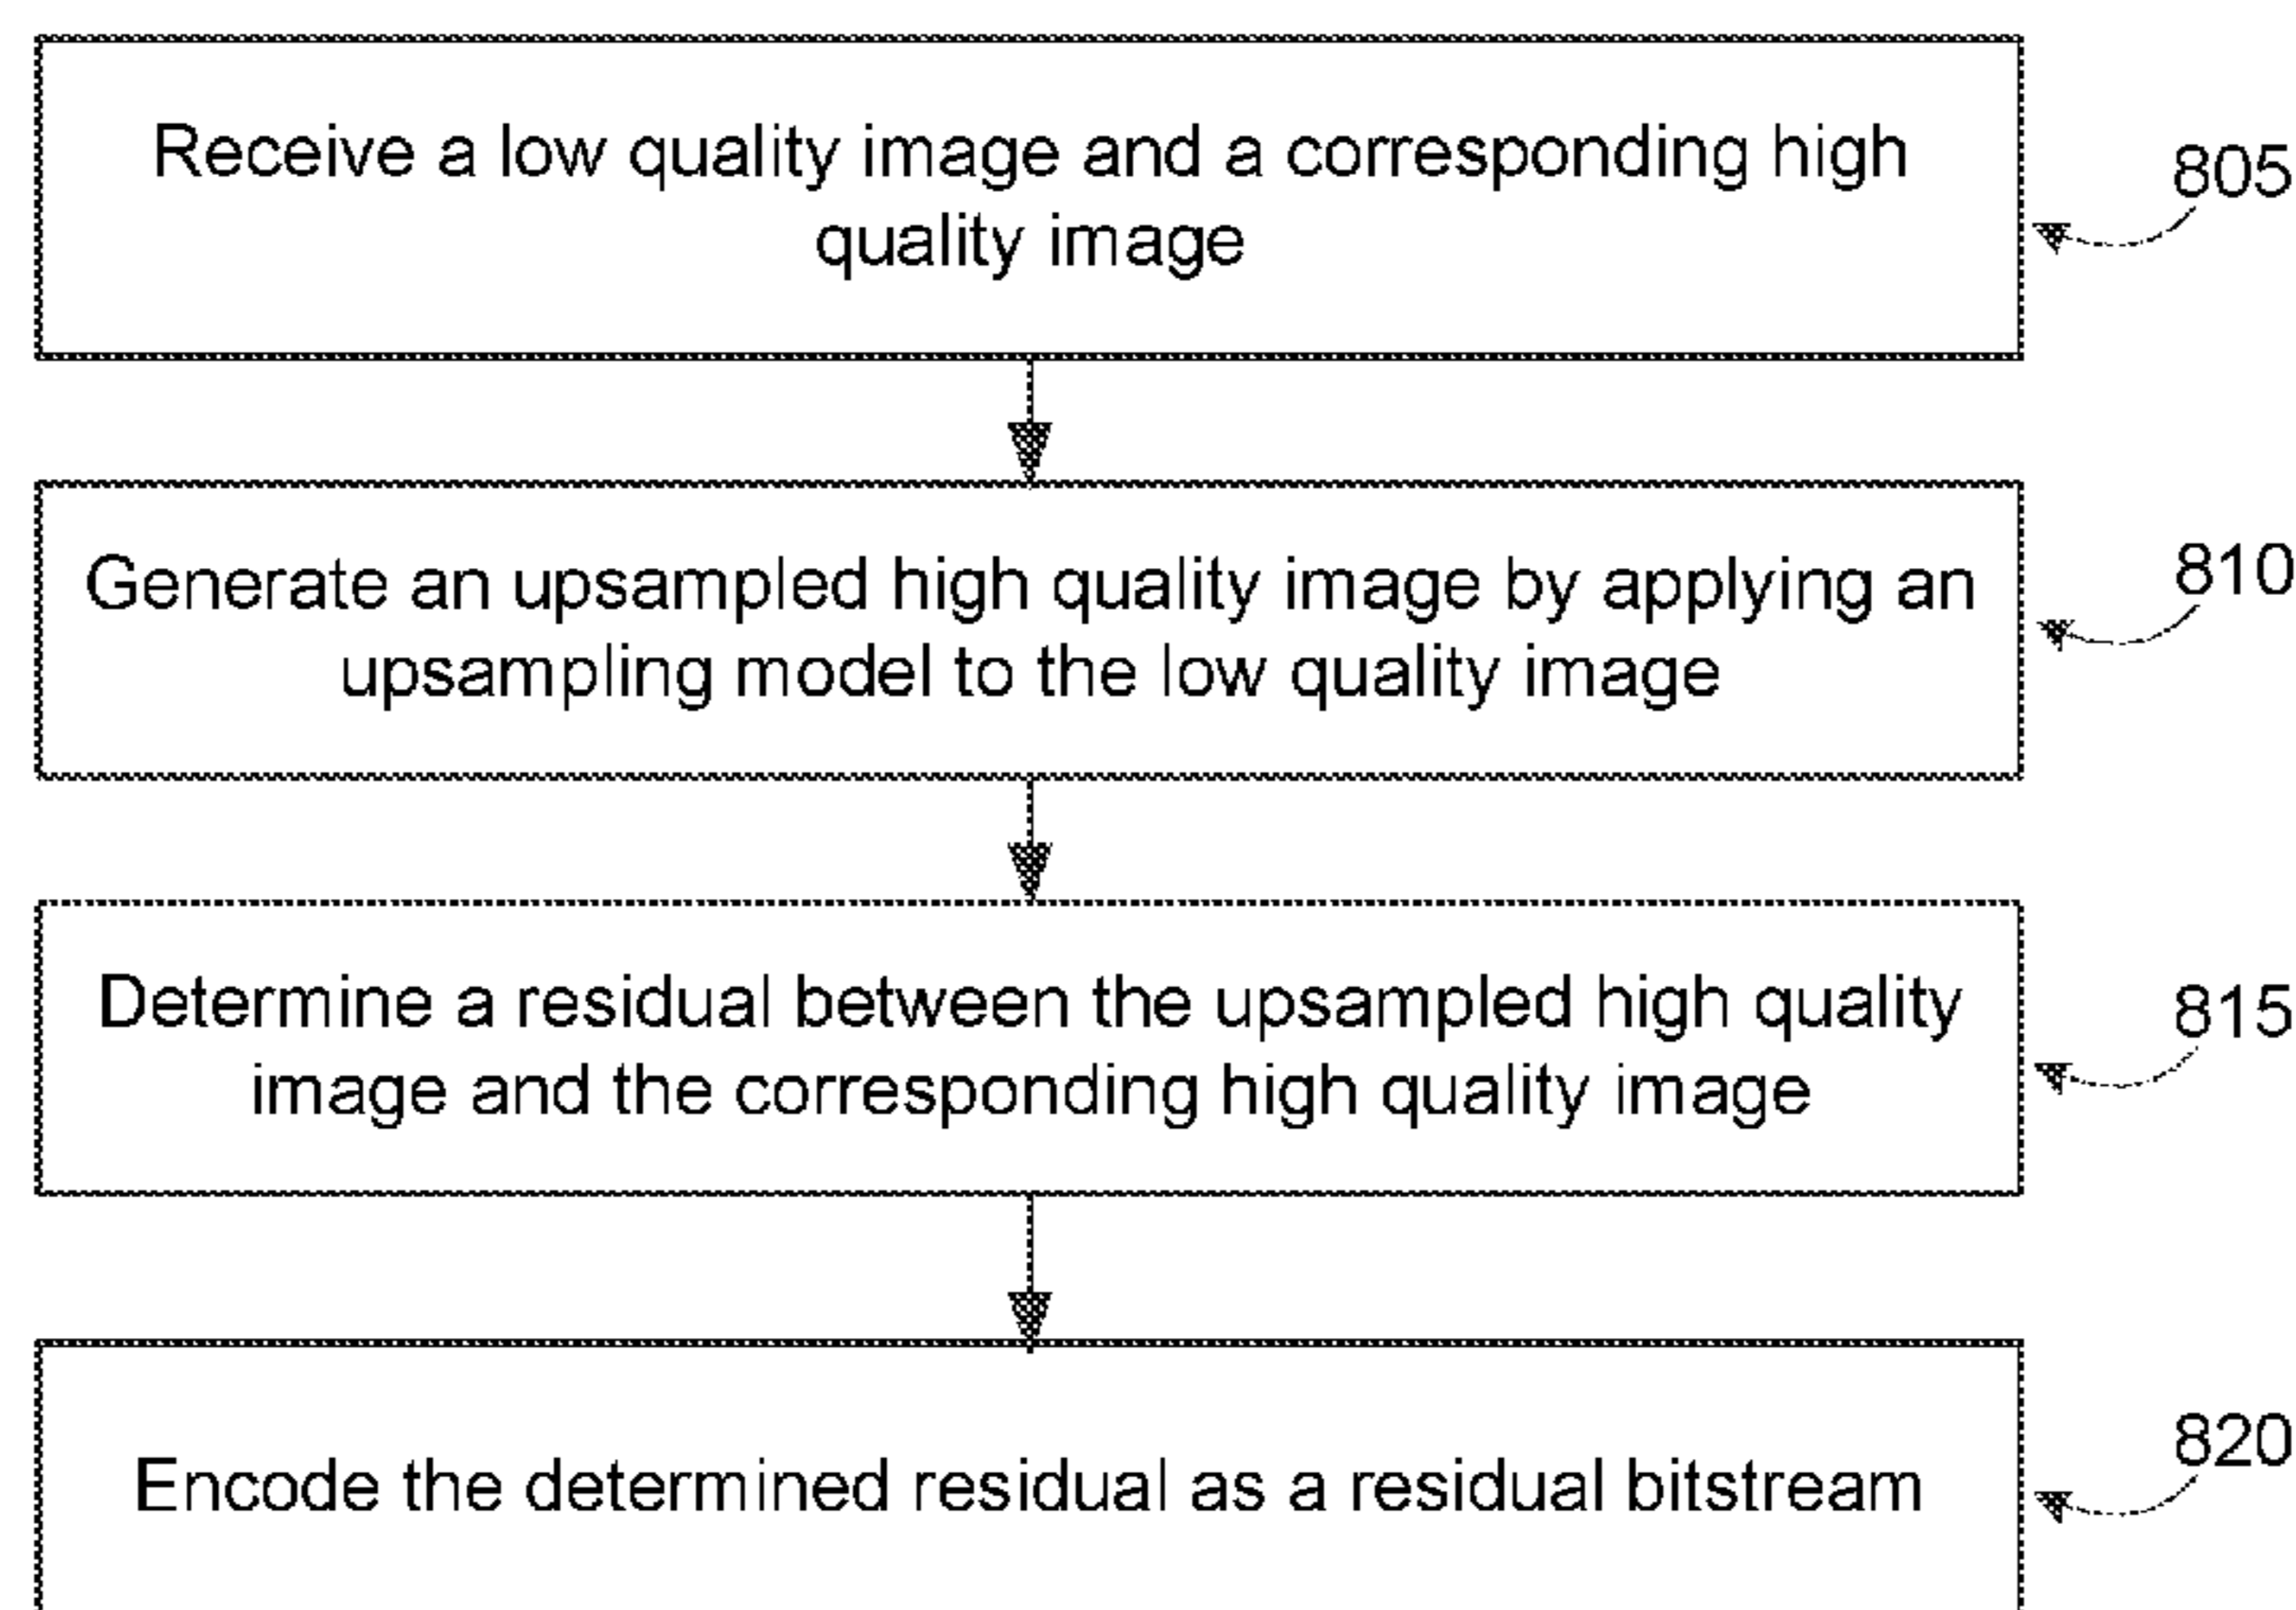 Receive a low quality image and a corresponding high
quality image
805
Generate an upsampled high quality image by applying an
upsampling model to the low quality image
810
Determine a residual between the upsampled high quality
image and the corresponding high quality image
815
Encode the determined residual as a residual bitstream
820